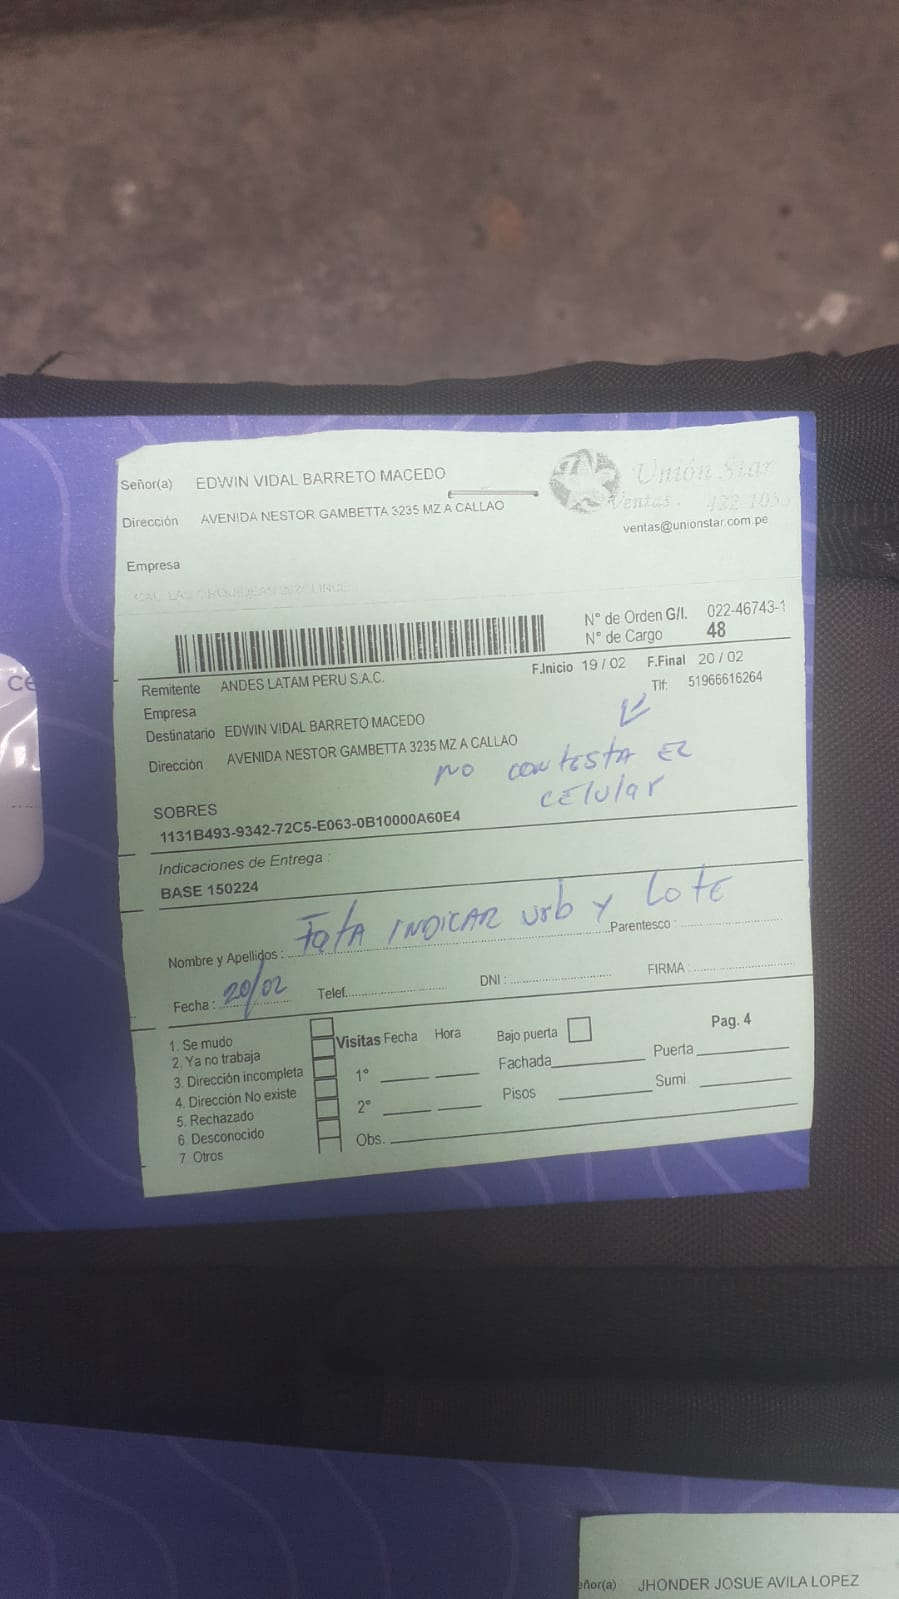 Señor(a) EDWIN VIDAL BARRETO MACEDO
Dirección AVENIDA NESTOR GAMBETTA 3235 MZ A CALLAO
Empresa
Unión Star
Ventas.
ventas@unionstar.com.pe
N° de Orden G/I. 022-46743-1
N° de Cargo 48
F.Inicio 19 / 02 F.Final 20 / 02
Remitente ANDES LATAM PERU S.A.C.
Tlf: 51966616264
Empresa
Destinatario EDWIN VIDAL BARRETO MACEDO
Dirección AVENIDA NESTOR GAMBETTA 3235 MZ A CALLAO
NO CONTESTA EL
CELULAR
SOBRES
1131B493-9342-72C5-E063-0B10000A60E4
Indicaciones de Entrega :
BASE 150224
FaTA INDICAR Urb y LOTE
Nombre y Apellidos : Parentesco :
Fecha : 20/02 Telef. DNI : FIRMA :
1. Se mudo
2. Ya no trabaja
3. Dirección incompleta
4. Dirección No existe
5. Rechazado
6. Desconocido
7. Otros
Visitas Fecha Hora
1°
2°
Obs.
Bajo puerta
Pag. 4
Fachada Puerta
Pisos Sumi
ce
eñor(a) JHONDER JOSUE AVILA LOPEZ